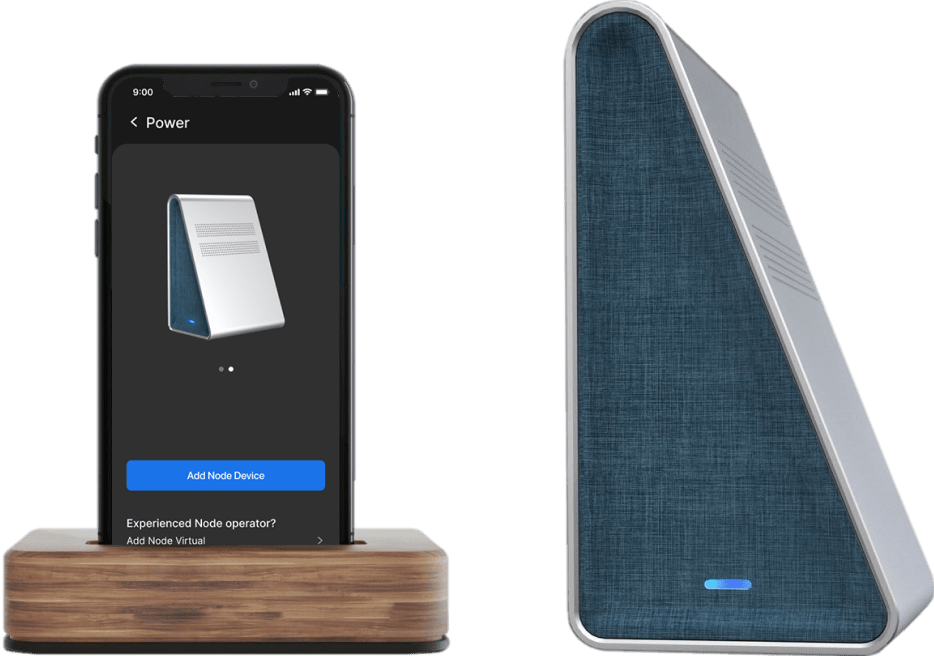 9:00
Power
Add Node Device
Experienced Node operator?
Add Node Virtual